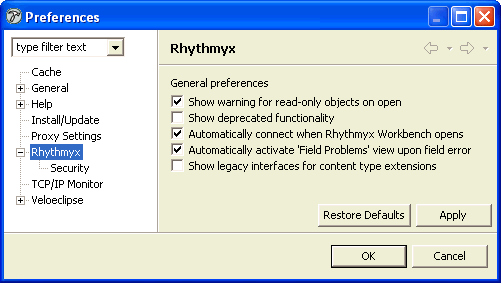 Preferences
type filter text
Cache
General
Help
Install/Update
Proxy Settings
Rhythmyx
Security
TCP/IP Monitor
Veloeclipse
Rhythmyx
General preferences
Show warning for read-only objects on open
Show deprecated functionality
Automatically connect when Rhythmyx Workbench opens
Automatically activate 'Field Problems' view upon field error
Show legacy interfaces for content type extensions
Restore Defaults
Apply
OK
Cancel